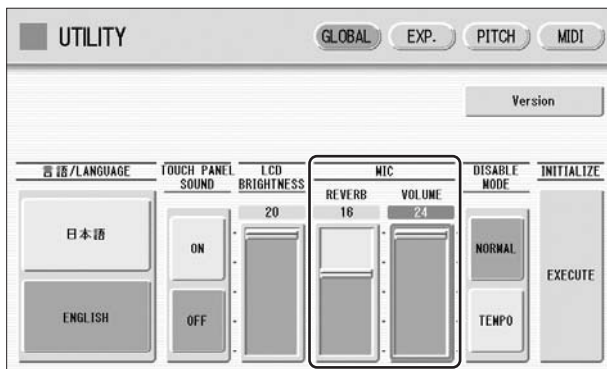 UTILITY
GLOBAL
EXP.
PITCH
MIDI
Version
言語/LANGUAGE
日本語
ENGLISH
TOUCH PANEL
SOUND
ON
OFF
LCD
BRIGHTNESS
20
MIC
REVERB
16
VOLUME
24
DISABLE
MODE
NORMAL
TEMPO
INITIALIZE
EXECUTE